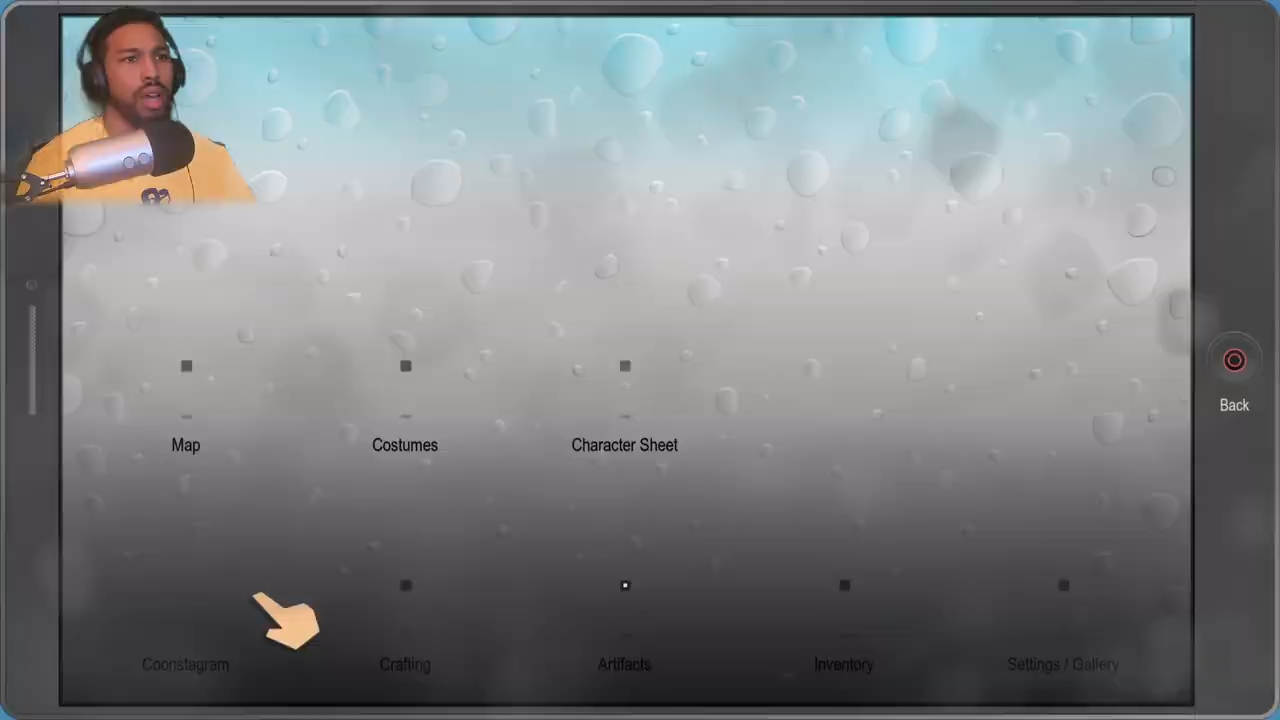 Back
Map
Costumes
Character Sheet
Coonstagram
Crafting
Artifacts
Inventory
Settings / Gallery